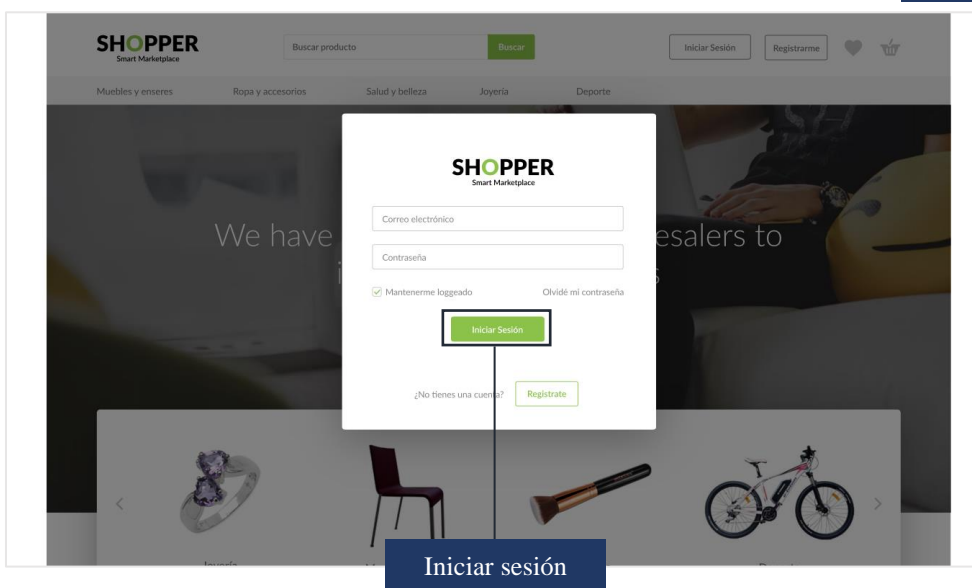 SHOPPER
Smart Marketplace
Buscar producto
Buscar
Iniciar Sesión
Registrarme
Muebles y enseres
Ropa y accesorios
Salud y belleza
Joyería
Deporte
SHOPPER
Smart Marketplace
Correo electrónico
Contraseña
Mantenerme loggeado
Olvidé mi contraseña
Iniciar Sesión
¿No tienes una cuenta?
Registrate
We have
esalers to
Iniciar sesión